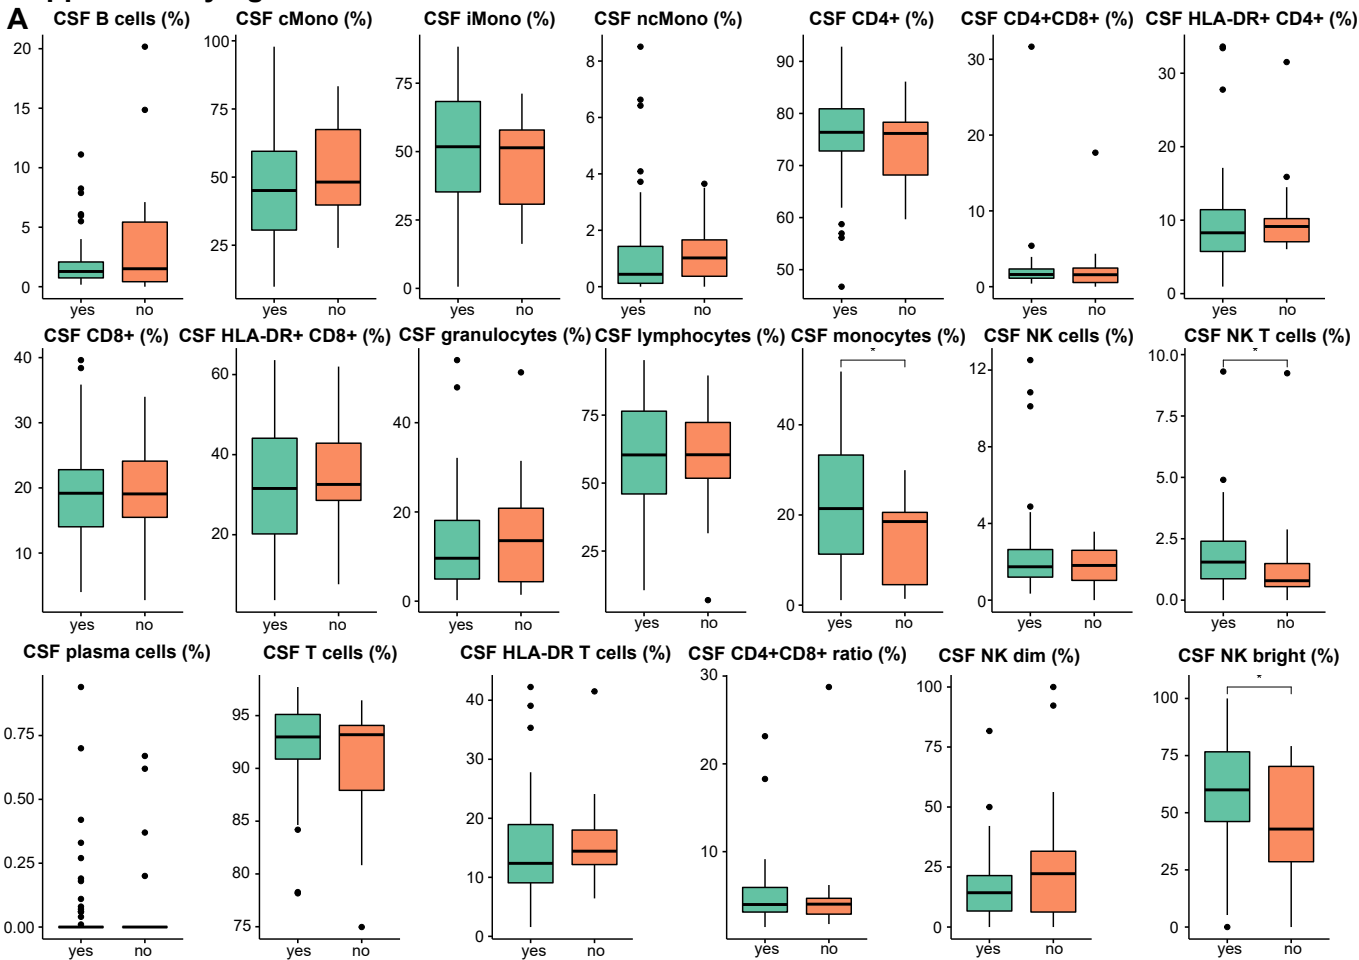 A
CSF B cells (%) CSF cMono (%) CSF iMono (%) CSF ncMono (%) CSF CD4+ (%) CSF CD4+CD8+ (%) CSF HLA-DR+ CD4+ (%)
20 15 10 5 0
100 75 50 25
75 50 25 0
8 6 4 2 0
90 80 70 60 50
30 20 10 0
30 20 10 0
yes no yes no yes no yes no yes no yes no yes no
CSF CD8+ (%) CSF HLA-DR+ CD8+ (%) CSF granulocytes (%) CSF lymphocytes (%) CSF monocytes (%) CSF NK cells (%) CSF NK T cells (%)
40 30 20 10
60 40 20
40 20 0
75 50 25
* 40 20 0
12 8 4 0
* 10.0 7.5 5.0 2.5 0.0
yes no yes no yes no yes no yes no yes no yes no
CSF plasma cells (%) CSF T cells (%) CSF HLA-DR T cells (%) CSF CD4+CD8+ ratio (%) CSF NK dim (%) CSF NK bright (%)
0.75 0.50 0.25 0.00
95 90 85 80 75
40 30 20 10 0
30 20 10
100 75 50 25 0
* 100 75 50 25 0
yes no yes no yes no yes no yes no yes no